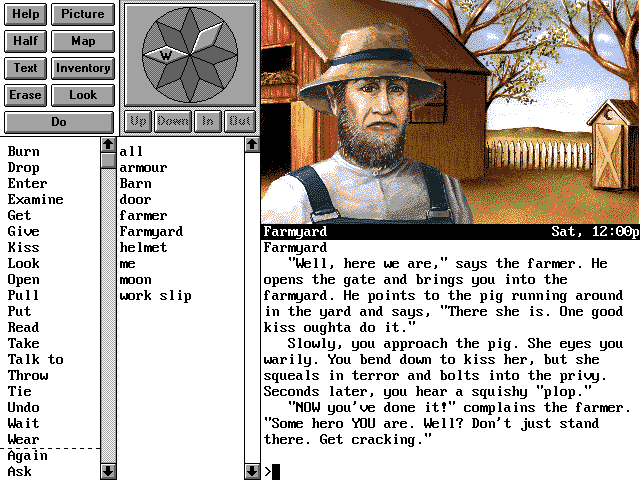 Help
Picture
Half
Map
Text
Inventory
Erase
Look
Do
W
Up
Down
In
Out
Burn
Drop
Enter
Examine
Get
Give
Kiss
Look
Open
Pull
Put
Read
Take
Talk to
Throw
Tie
Undo
Wait
Wear
Again
Ask
all
armour
Barn
door
farmer
Farmyard
helmet
me
moon
work slip
Farmyard Sat, 12:00p
Farmyard
"Well, here we are," says the farmer. He
opens the gate and brings you into the
farmyard. He points to the pig running around
in the yard and says, "There she is. One good
kiss oughta do it."
Slowly, you approach the pig. She eyes you
warily. You bend down to kiss her, but she
squeals in terror and bolts into the privy.
Seconds later, you hear a squishy "plop."
"NOW you've done it!" complains the farmer.
"Some hero YOU are. Well? Don't just stand
there. Get cracking."
>